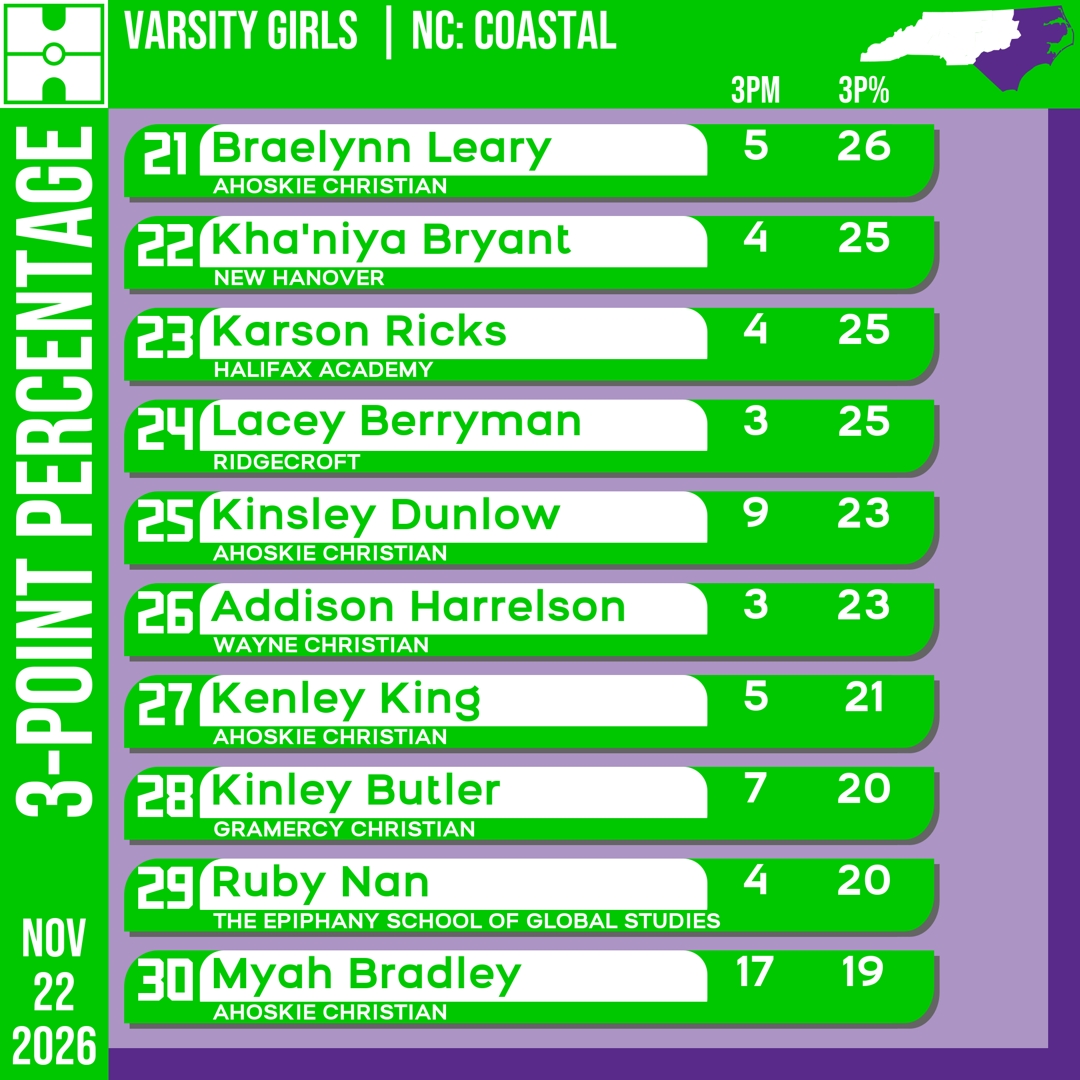 VARSITY GIRLS | NC: COASTAL
3PM 3P%
3-POINT PERCENTAGE
21 Braelynn Leary 5 26
AHOSKIE CHRISTIAN
22 Kha'niya Bryant 4 25
NEW HANOVER
23 Karson Ricks 4 25
HALIFAX ACADEMY
24 Lacey Berryman 3 25
RIDGECROFT
25 Kinsley Dunlow 9 23
AHOSKIE CHRISTIAN
26 Addison Harrelson 3 23
WAYNE CHRISTIAN
27 Kenley King 5 21
AHOSKIE CHRISTIAN
28 Kinley Butler 7 20
GRAMERCY CHRISTIAN
29 Ruby Nan 4 20
THE EPIPHANY SCHOOL OF GLOBAL STUDIES
30 Myah Bradley 17 19
AHOSKIE CHRISTIAN
NOV
22
2026